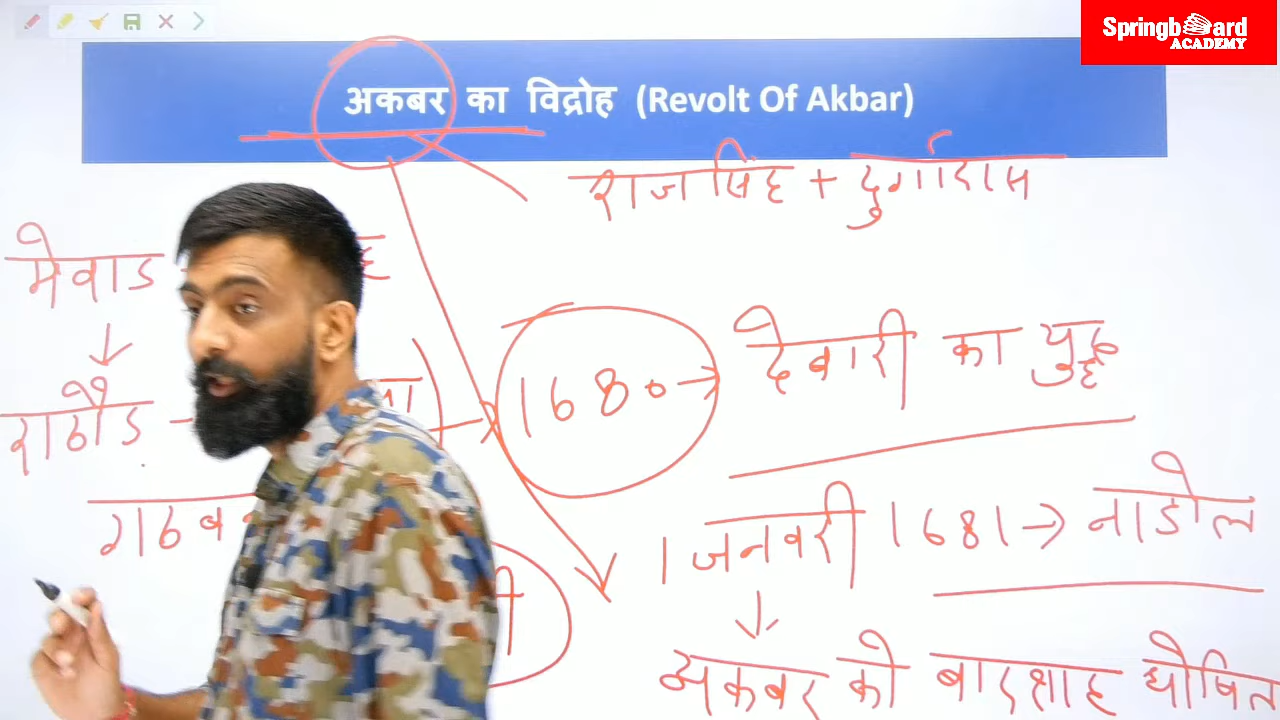 Springboard
ACADEMY
अकबर का विद्रोह (Revolt Of Akbar)
राजसिंह + दुर्गादास
मेवाड
राठौड -
1680 → देवारी का युद्ध
1 जनवरी 1681 → नाडोल
अकबर को बादशाह घोषित